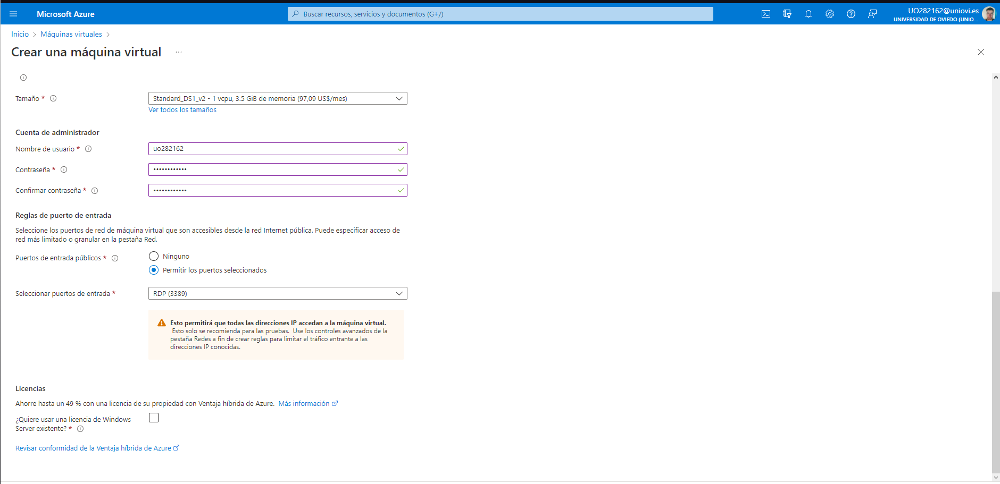 Microsoft Azure
Buscar recursos, servicios y documentos (G+/)
UO282162@uniovi.es
UNIVERSIDAD DE OVIEDO (UNIO...
Inicio > Máquinas virtuales >
Crear una máquina virtual ...
Tamaño *
Standard_DS1_v2 - 1 vcpu, 3.5 GiB de memoria (97,09 US$/mes)
Ver todos los tamaños
Cuenta de administrador
Nombre de usuario *
uo282162
Contraseña *
••••••••••••
Confirmar contraseña *
••••••••••••
Reglas de puerto de entrada
Seleccione los puertos de red de máquina virtual que son accesibles desde la red Internet pública. Puede especificar acceso de
red más limitado o granular en la pestaña Red.
Puertos de entrada públicos *
Ninguno
Permitir los puertos seleccionados
Seleccionar puertos de entrada *
RDP (3389)
Esto permitirá que todas las direcciones IP accedan a la máquina virtual.
Esto solo se recomienda para las pruebas. Use los controles avanzados de la
pestaña Redes a fin de crear reglas para limitar el tráfico entrante a las
direcciones IP conocidas.
Licencias
Ahorre hasta un 49 % con una licencia de su propiedad con Ventaja híbrida de Azure. Más información
¿Quiere usar una licencia de Windows
Server existente? *
Revisar conformidad de la Ventaja híbrida de Azure